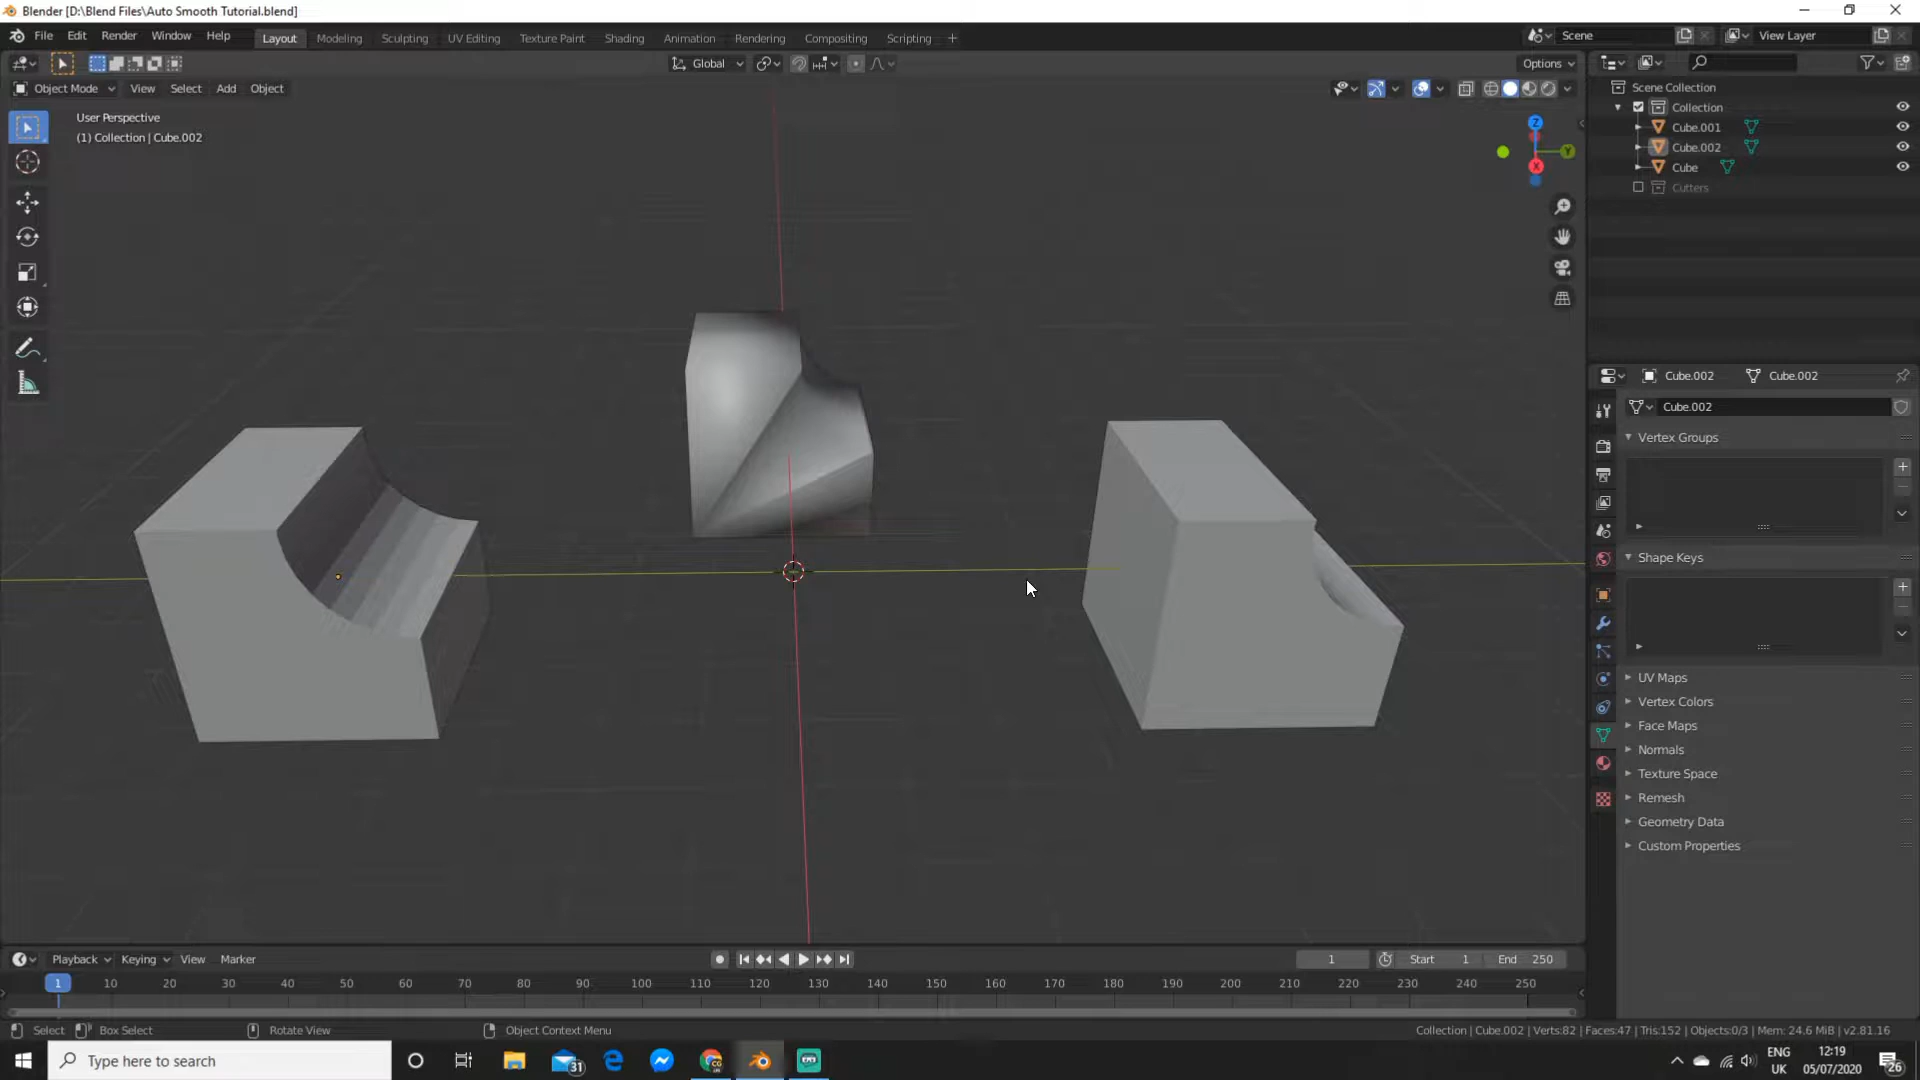 Blender [D:\Blend Files\Auto Smooth Tutorial.blend]
File Edit Render Window Help Layout Modeling Sculpting UV Editing Texture Paint Shading Animation Rendering Compositing Scripting + Scene View Layer
Global Options
Object Mode View Select Add Object
User Perspective
(1) Collection | Cube.002
Z
Y
X
Scene Collection
Collection
Cube.001
Cube.002
Cube
Cutters
Cube.002 Cube.002
Cube.002
Vertex Groups
Shape Keys
UV Maps
Vertex Colors
Face Maps
Normals
Texture Space
Remesh
Geometry Data
Custom Properties
Playback Keying View Marker 1 Start 1 End 250
1 10 20 30 40 50 60 70 80 90 100 110 120 130 140 150 160 170 180 190 200 210 220 230 240 250
Select Box Select Rotate View Object Context Menu Collection | Cube.002 | Verts:82 | Faces:47 | Tris:152 | Objects:0/3 | Mem: 24.6 MiB | v2.81.16
Type here to search 31 ENG 12:19
UK 05/07/2020 26